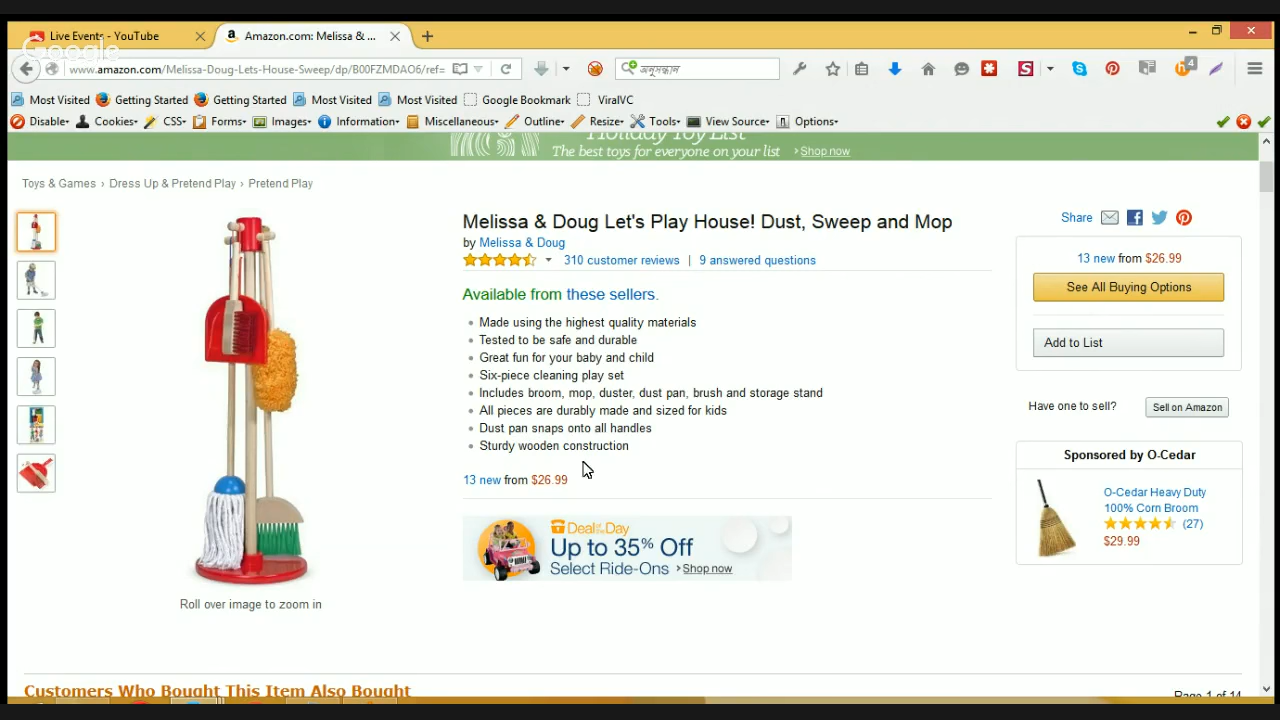 Live Events - YouTube
Amazon.com: Melissa & ...
Google
www.amazon.com/Melissa-Doug-Lets-House-Sweep/dp/B00FZMDAO6/ref=
অনুসন্ধান
4
Most Visited Getting Started Getting Started Most Visited Most Visited Google Bookmark ViralVC
Disable Cookies CSS Forms Images Information Miscellaneous Outline Resize Tools View Source Options
Holiday Toy List
The best toys for everyone on your list Shop now
Toys & Games › Dress Up & Pretend Play › Pretend Play
Melissa & Doug Let's Play House! Dust, Sweep and Mop
by Melissa & Doug
310 customer reviews | 9 answered questions
Available from these sellers.
Made using the highest quality materials
Tested to be safe and durable
Great fun for your baby and child
Six-piece cleaning play set
Includes broom, mop, duster, dust pan, brush and storage stand
All pieces are durably made and sized for kids
Dust pan snaps onto all handles
Sturdy wooden construction
13 new from $26.99
Deal of the Day
Up to 35% Off
Select Ride-Ons Shop now
Roll over image to zoom in
Share
13 new from $26.99
See All Buying Options
Add to List
Have one to sell? Sell on Amazon
Sponsored by O-Cedar
O-Cedar Heavy Duty
100% Corn Broom
(27)
$29.99
Customers Who Bought This Item Also Bought
Page 1 of 14